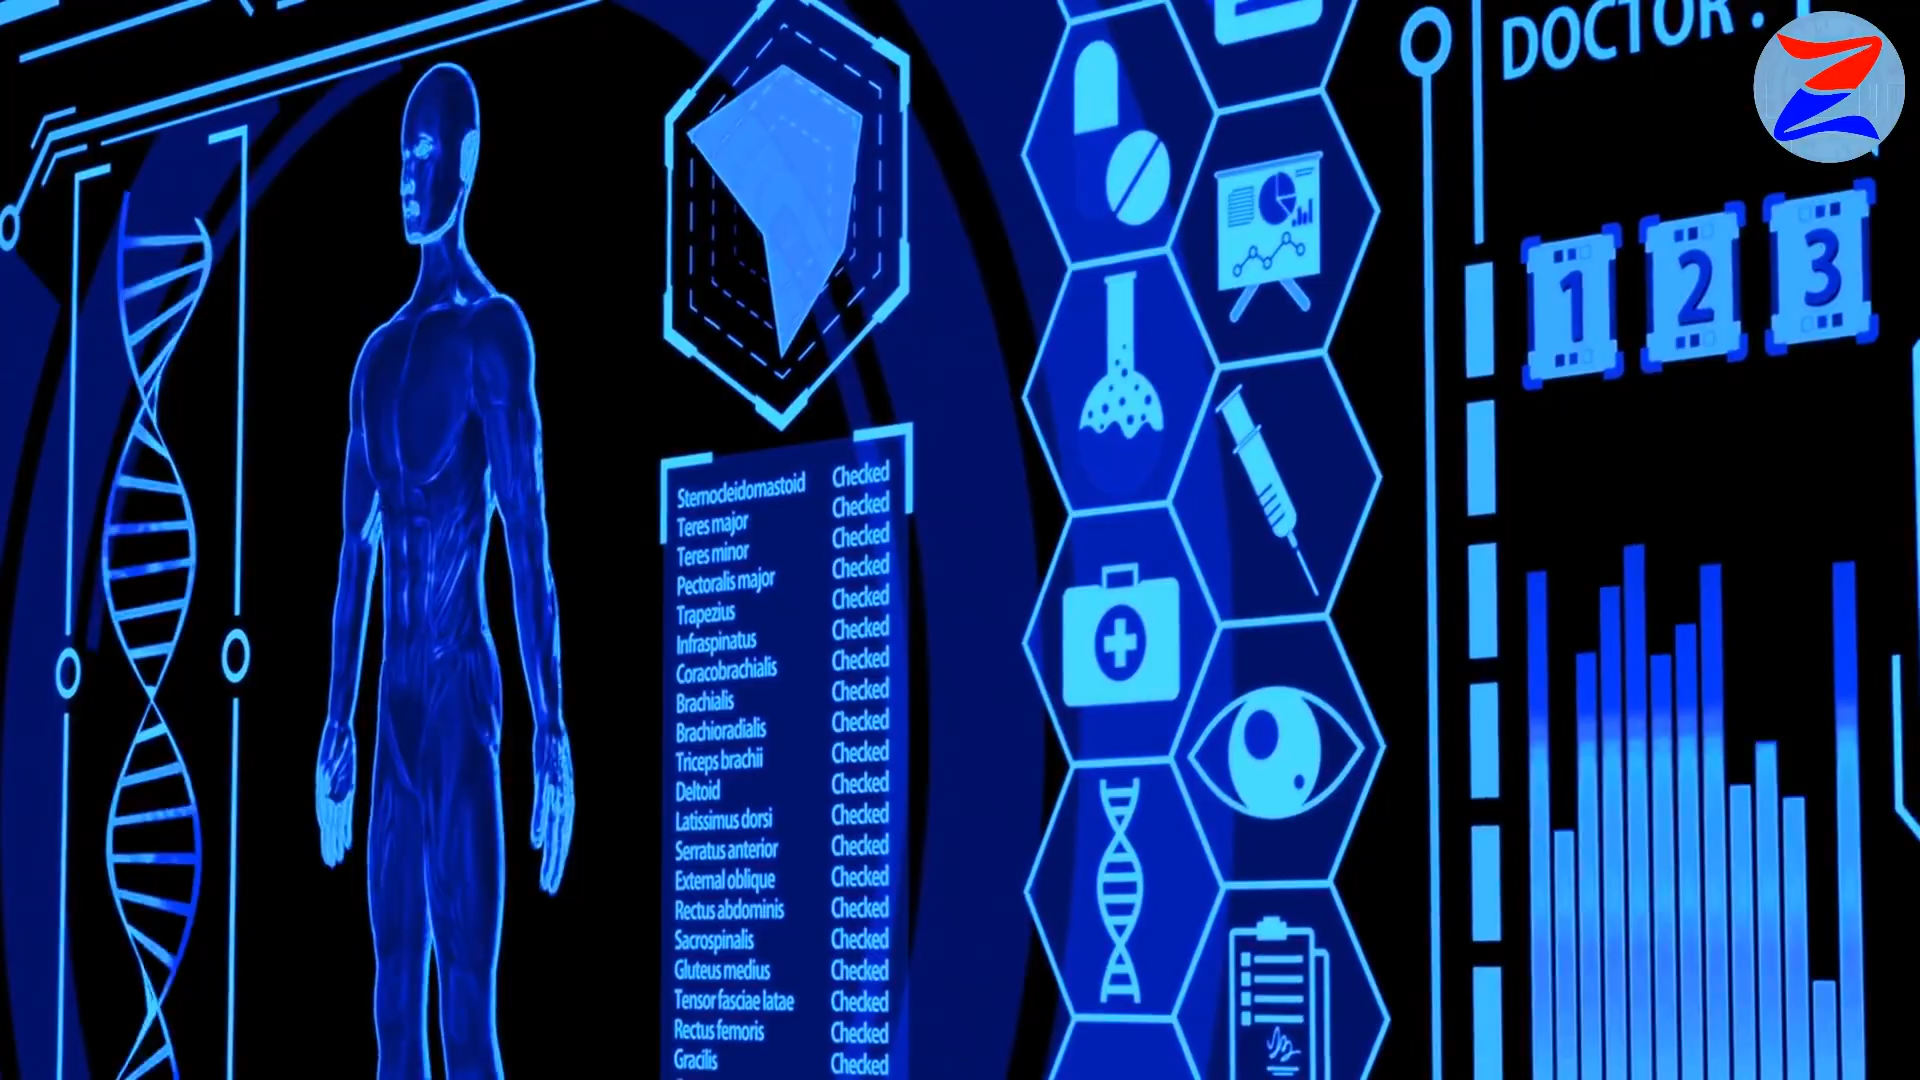 DOCTOR :
1 2 3
Sternocleidomastoid Checked
Teres major Checked
Teres minor Checked
Pectoralis major Checked
Trapezius Checked
Infraspinatus Checked
Coracobrachialis Checked
Brachialis Checked
Brachioradialis Checked
Triceps brachii Checked
Deltoid Checked
Latissimus dorsi Checked
Serratus anterior Checked
External oblique Checked
Rectus abdominis Checked
Sacrospinalis Checked
Gluteus medius Checked
Tensor fasciae latae Checked
Rectus femoris Checked
Gracilis Checked